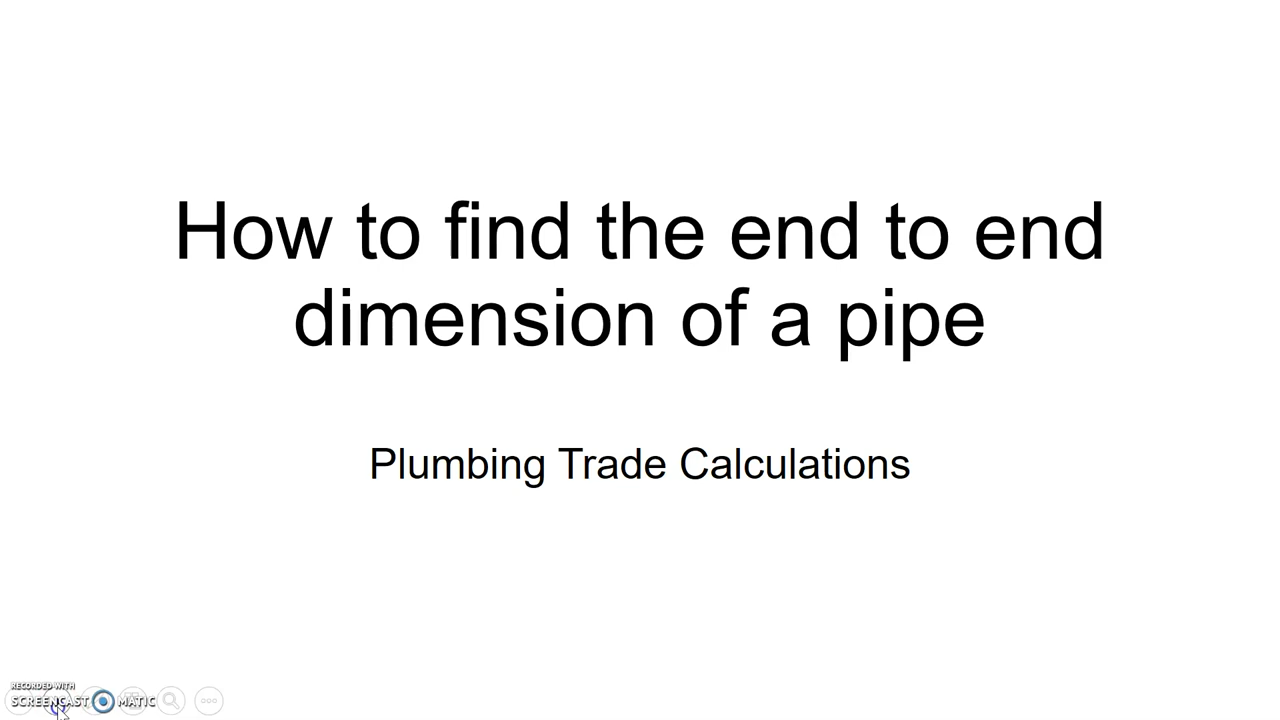 How to find the end to end
dimension of a pipe
Plumbing Trade Calculations
RECORDED WITH
SCREENCAST MATIC